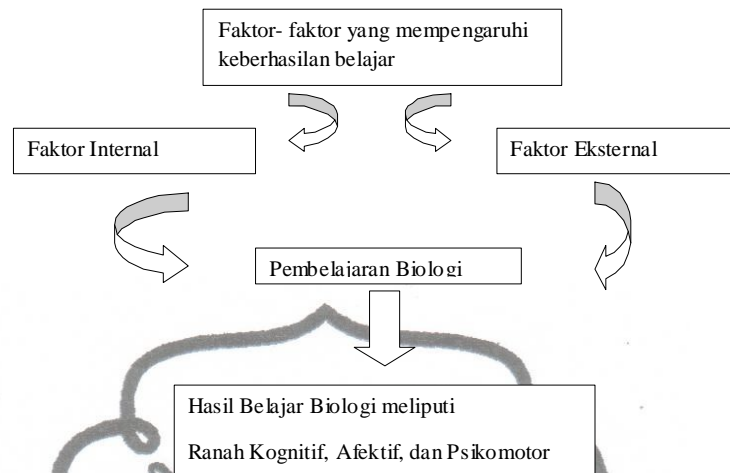 Faktor- faktor yang mempengaruhi
keberhasilan belajar
Faktor Internal
Faktor Eksternal
Pembelajaran Biologi
Hasil Belajar Biologi meliputi
Ranah Kognitif, Afektif, dan Psikomotor